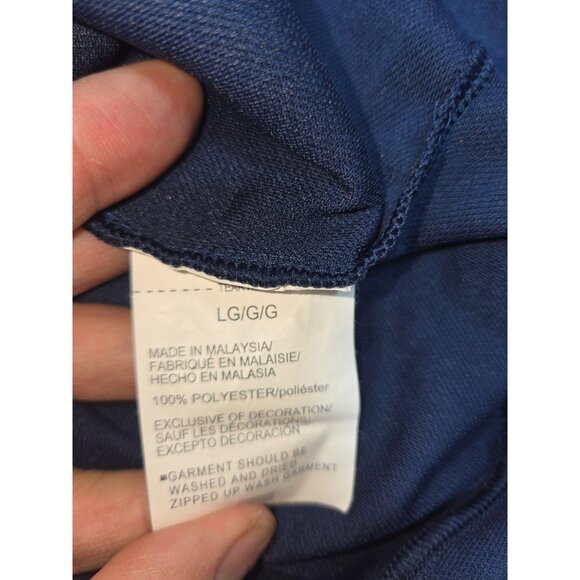 LG/G/G
MADE IN MALAYSIA/
FABRIQUÉ EN MALAISIE/
HECHO EN MALASIA
100% POLYESTER/poliéster
EXCLUSIVE OF DECORATION/
SAUF LES DÉCORATIONS/
EXCEPTO DECORACIÓN
■GARMENT SHOULD BE
WASHED AND DRIED
ZIPPED UP WASH GARMENT